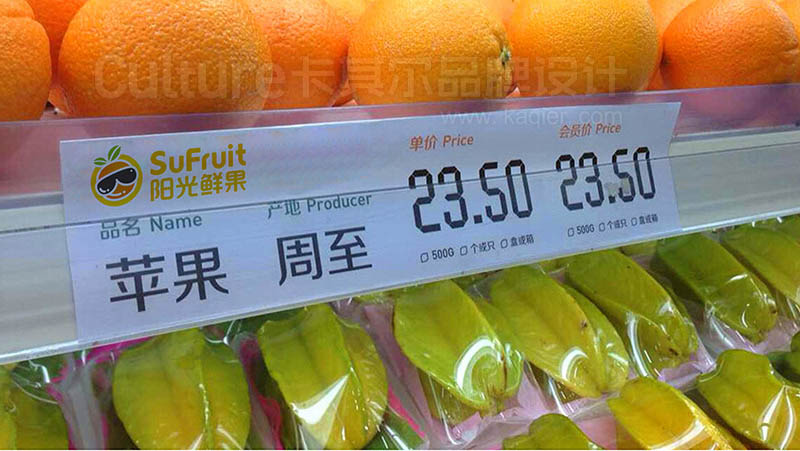 Culture卡其尔品牌设计
www.kaqier.com
SuFruit
阳光鲜果
品名 Name
苹果
产地 Producer
周至
单价 Price
23.50
500G 个或只 盒或箱
会员价 Price
23.50
500G 个或只 盒或箱